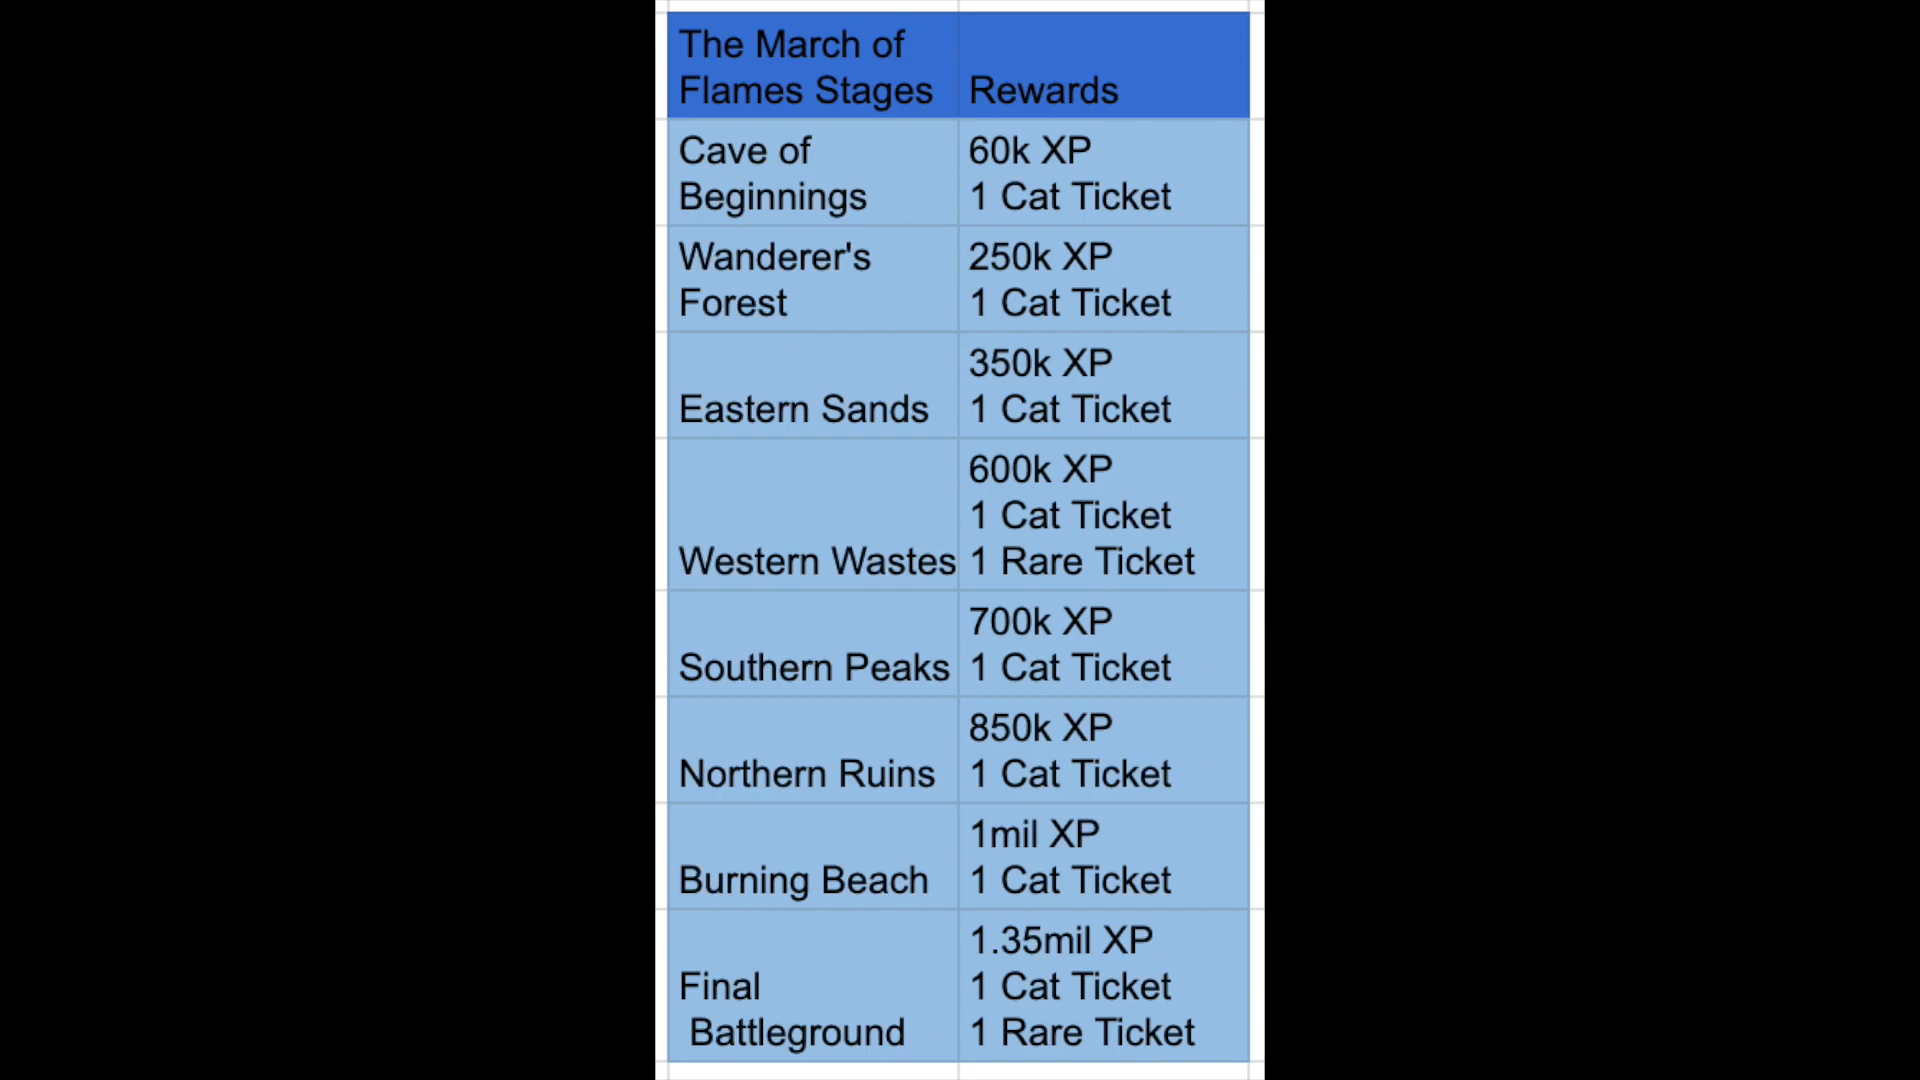 The March of
Flames Stages
Rewards
Cave of
Beginnings
60k XP
1 Cat Ticket
Wanderer's
Forest
250k XP
1 Cat Ticket
Eastern Sands
350k XP
1 Cat Ticket
Western Wastes
600k XP
1 Cat Ticket
1 Rare Ticket
Southern Peaks
700k XP
1 Cat Ticket
Northern Ruins
850k XP
1 Cat Ticket
Burning Beach
1mil XP
1 Cat Ticket
Final
Battleground
1.35mil XP
1 Cat Ticket
1 Rare Ticket